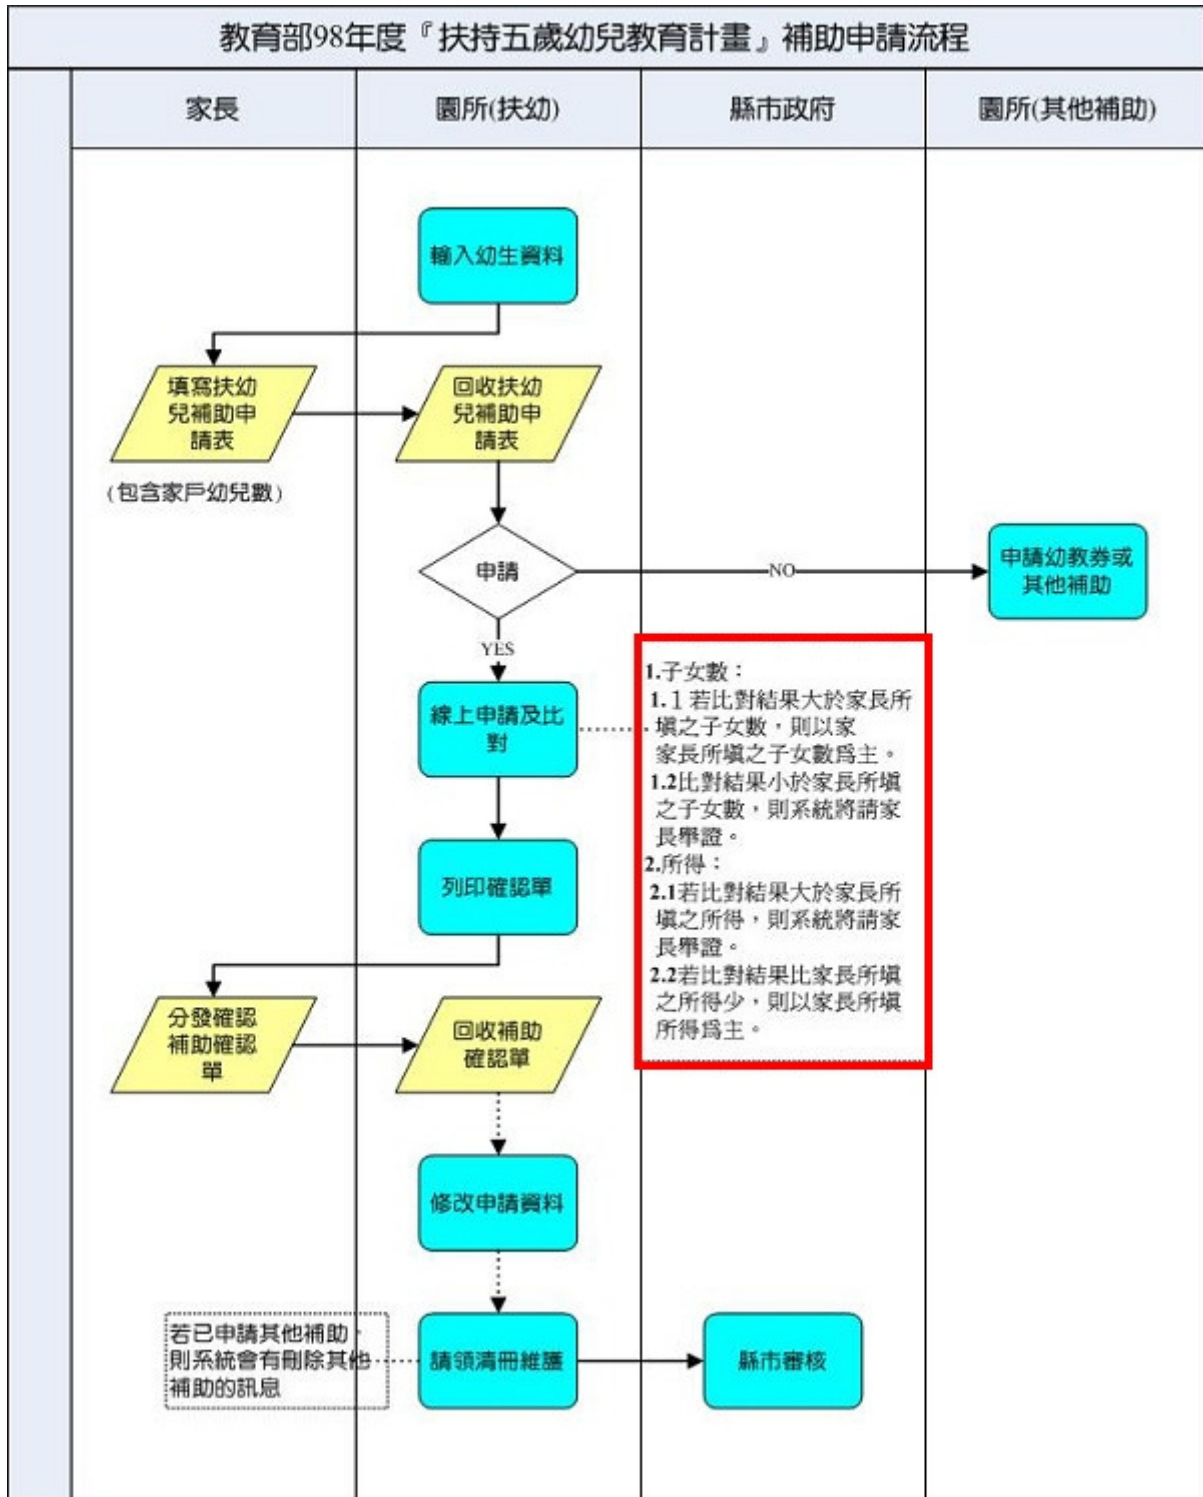 教育部98年度『扶持五歲幼兒教育計畫』補助申請流程
家長
園所(扶幼)
縣市政府
園所(其他補助)
輸入幼生資料
填寫扶幼
兒補助申
請表
回收扶幼
兒補助申
請表
(包含家戶幼兒數)
申請
NO
申請幼教券或
其他補助
YES
線上申請及比
對
1.子女數：
1.１若比對結果大於家長所
填之子女數，則以家
家長所填之子女數為主。
1.2比對結果小於家長所填
之子女數，則系統將請家
長舉證。
2.所得：
2.1若比對結果大於家長所
填之所得，則系統將請家
長舉證。
2.2若比對結果比家長所填
之所得少，則以家長所填
所得為主。
列印確認單
分發確認
補助確認
單
回收補助
確認單
修改申請資料
若已申請其他補助，
則系統會有刪除其他
補助的訊息
請領清冊維護
縣市審核